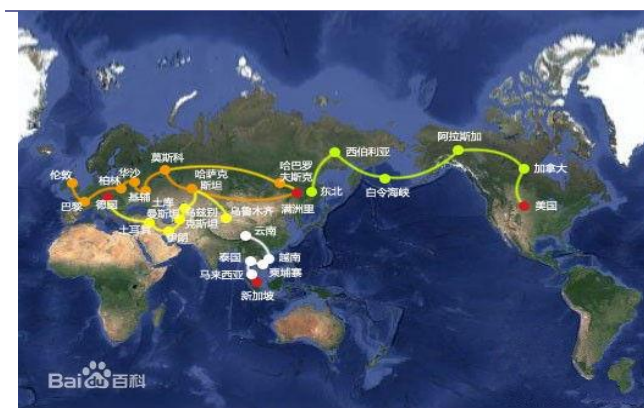 阿拉斯加
莫斯科
西伯利亚
哈巴罗
夫斯克
伦敦
柏林
华沙
哈萨克
斯坦
加拿大
基辅
土库
曼斯坦
白令海峡
东北
巴黎
德国
乌兹别
克斯坦
乌鲁木齐
满洲里
美国
土耳其
伊朗
云南
泰国
越南
马来西亚
柬埔寨
新加坡
Baidu百科